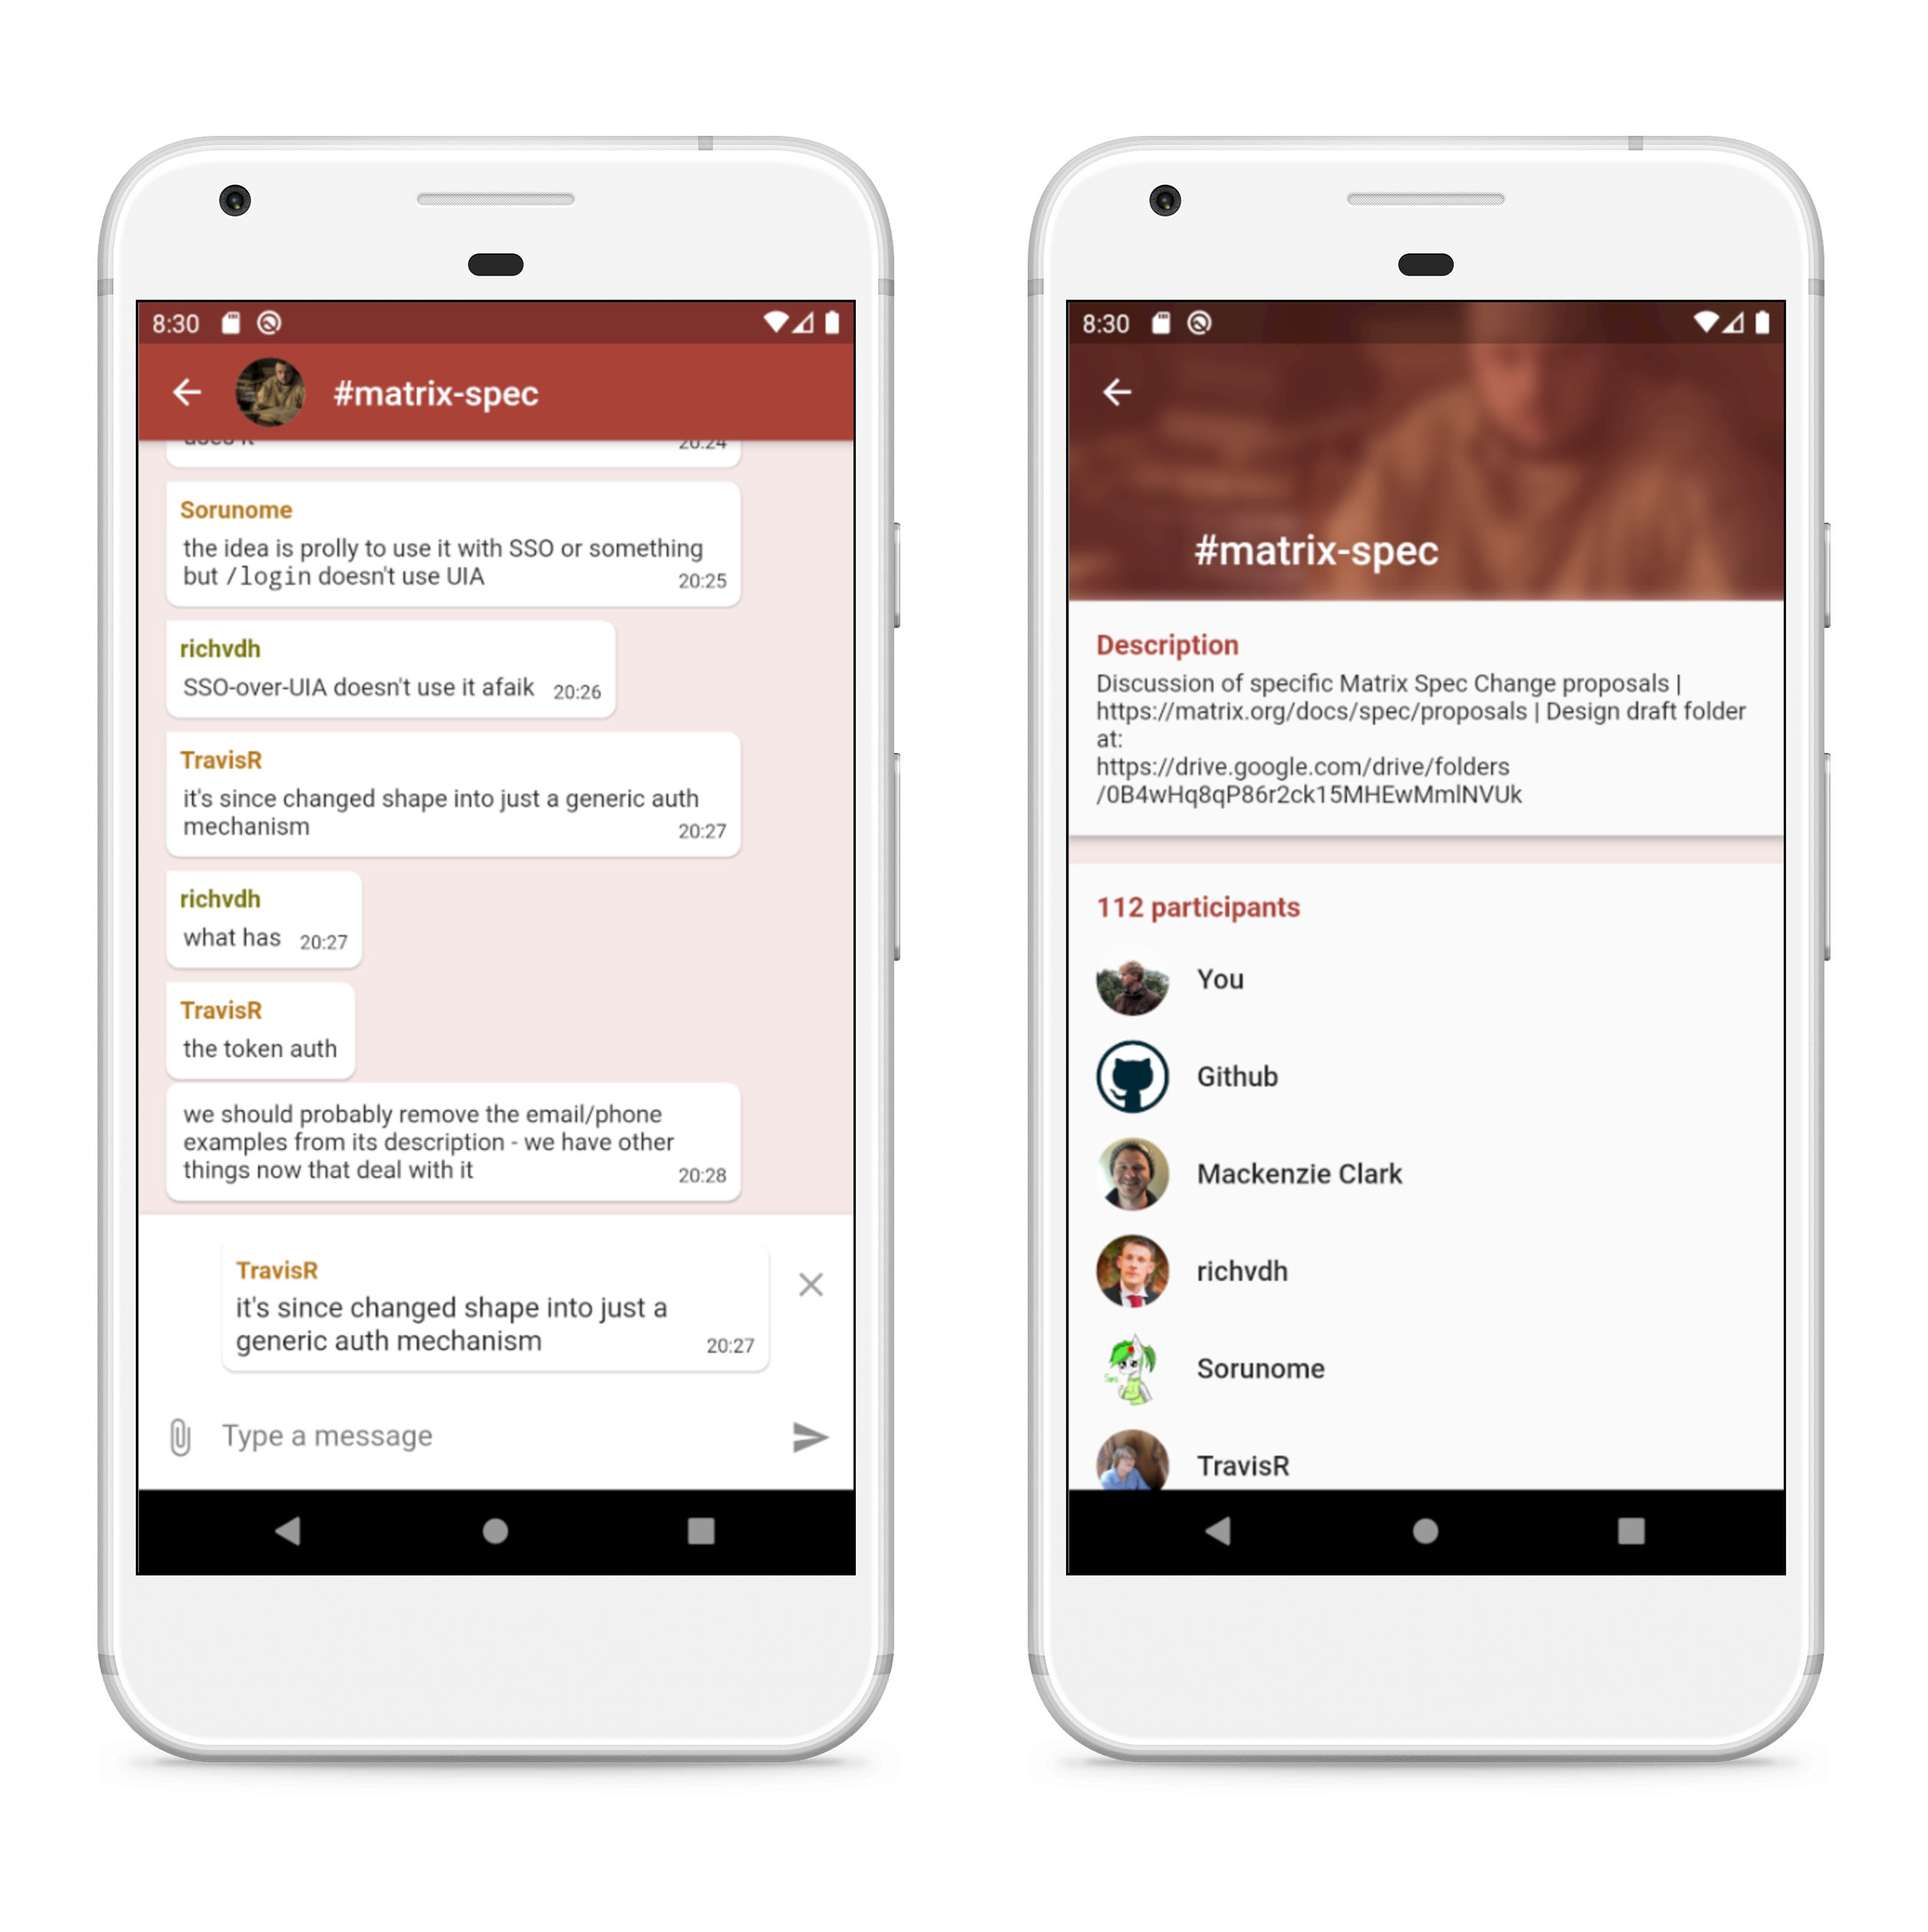 8:30
#matrix-spec
does it 20:24
Sorunome
the idea is prolly to use it with SSO or something
but /login doesn't use UIA 20:25
richvdh
SSO-over-UIA doesn't use it afaik 20:26
TravisR
it's since changed shape into just a generic auth
mechanism 20:27
richvdh
what has 20:27
TravisR
the token auth
we should probably remove the email/phone
examples from its description - we have other
things now that deal with it 20:28
TravisR
it's since changed shape into just a
generic auth mechanism 20:27
Type a message
8:30
#matrix-spec
Description
Discussion of specific Matrix Spec Change proposals |
https://matrix.org/docs/spec/proposals | Design draft folder
at:
https://drive.google.com/drive/folders
/0B4wHq8qP86r2ck15MHEwMmlNVUk
112 participants
You
Github
Mackenzie Clark
richvdh
Sorunome
TravisR